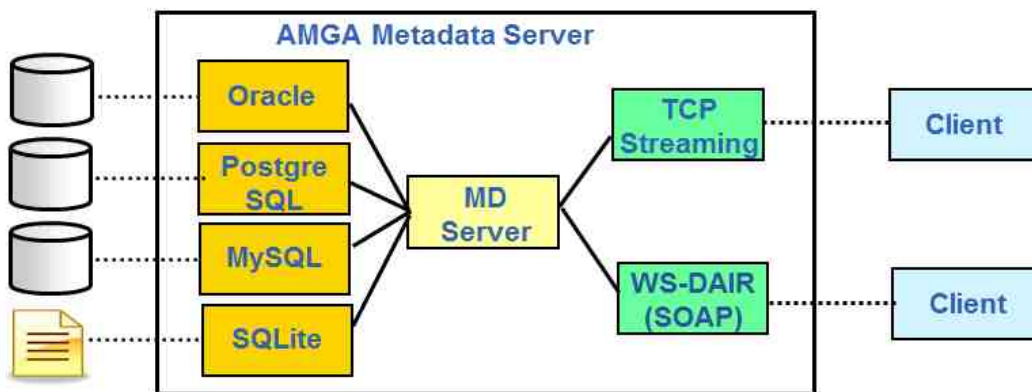 AMGA Metadata Server
Oracle
Postgre
SQL
MySQL
SQLite
MD
Server
TCP
Streaming
WS-DAIR
(SOAP)
Client
Client